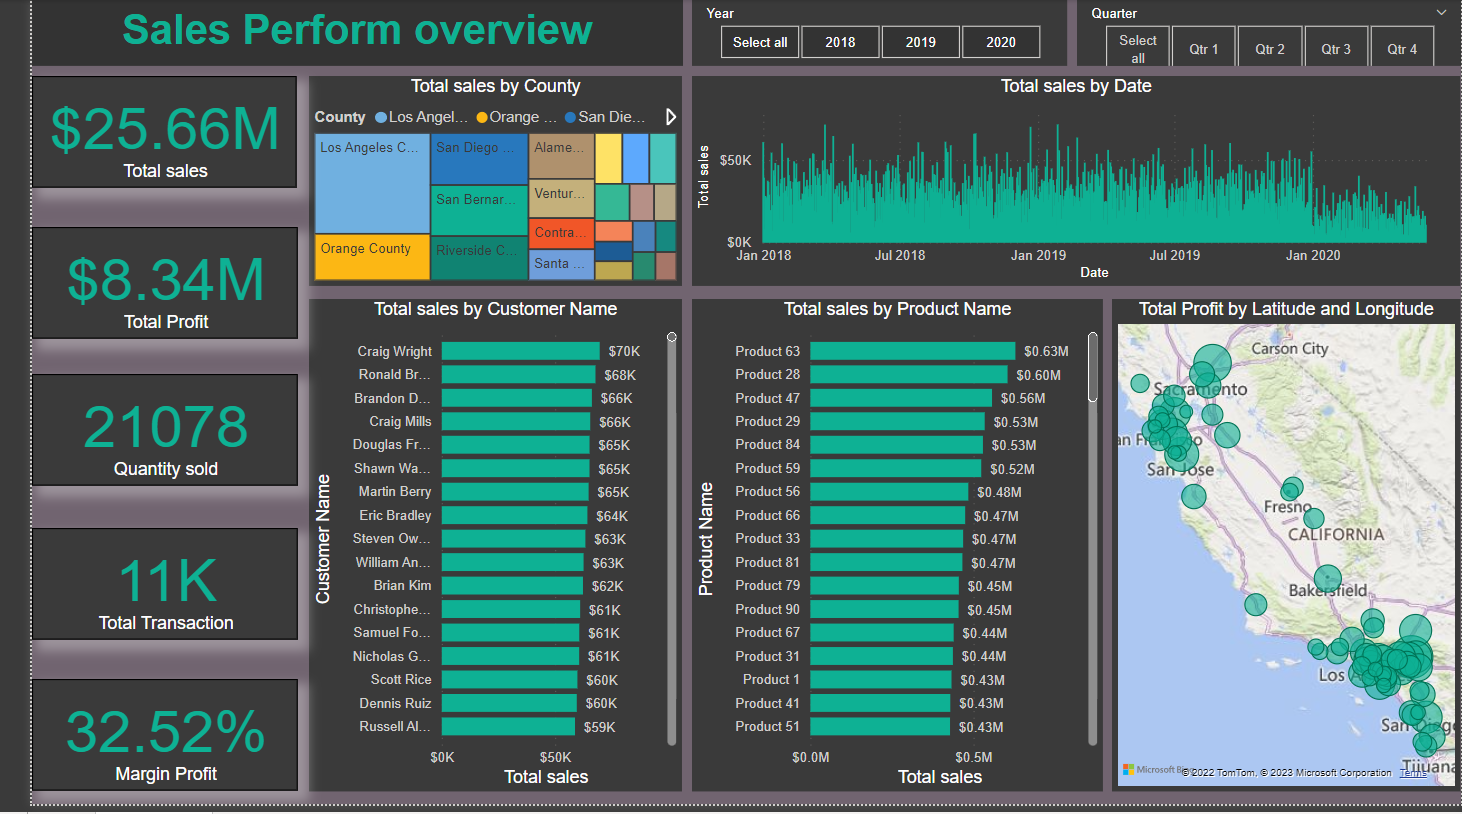 Sales Perform overview
Year
Select all
2018
2019
2020
Quarter
Select all
Qtr 1
Qtr 2
Qtr 3
Qtr 4
$25.66M
Total sales
$8.34M
Total Profit
21078
Quantity sold
11K
Total Transaction
32.52%
Margin Profit
Total sales by County
County Los Angel... Orange ... San Die...
Los Angeles C...
Orange County
San Diego ...
San Bernar...
Riverside C...
Alame...
Ventur...
Contra...
Santa ...
Total sales by Date
Total sales
$50K
$0K
Jan 2018
Jul 2018
Jan 2019
Jul 2019
Jan 2020
Date
Total sales by Customer Name
Customer Name
Craig Wright $70K
Ronald Br... $68K
Brandon D... $66K
Craig Mills $66K
Douglas Fr... $65K
Shawn Wa... $65K
Martin Berry $65K
Eric Bradley $64K
Steven Ow... $63K
William An... $63K
Brian Kim $62K
Christophe... $61K
Samuel Fo... $61K
Nicholas G... $61K
Scott Rice $60K
Dennis Ruiz $60K
Russell Al... $59K
$0K $50K
Total sales
Total sales by Product Name
Product Name
Product 63 $0.63M
Product 28 $0.60M
Product 47 $0.56M
Product 29 $0.53M
Product 84 $0.53M
Product 59 $0.52M
Product 56 $0.48M
Product 66 $0.47M
Product 33 $0.47M
Product 81 $0.47M
Product 79 $0.45M
Product 90 $0.45M
Product 67 $0.44M
Product 31 $0.44M
Product 1 $0.43M
Product 41 $0.43M
Product 51 $0.43M
$0.0M $0.5M
Total sales
Total Profit by Latitude and Longitude
Carson City
Sacramento
San Jose
Fresno
CALIFORNIA
Bakersfield
Los
San Diego
Tijuana
Microsoft Bing
© 2022 TomTom, © 2023 Microsoft Corporation Terms